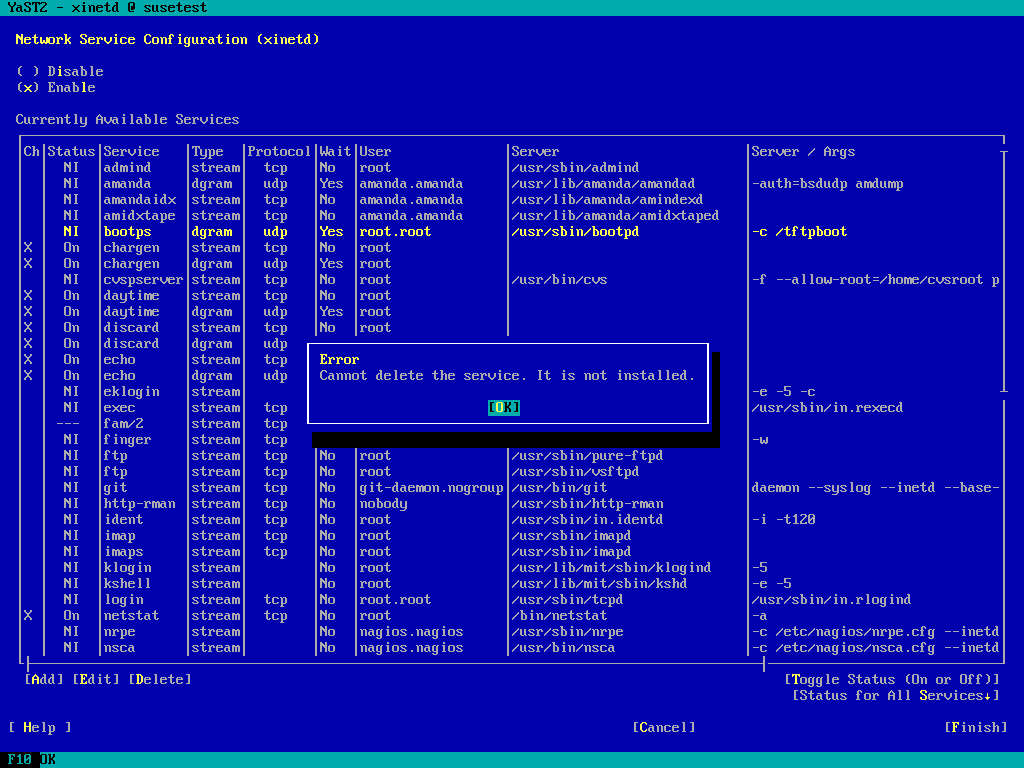 YaST2 - xinetd @ susetest
Network Service Configuration (xinetd)
( ) Disable
(x) Enable
Currently Available Services
Ch|Status|Service |Type |Protocol|Wait|User |Server |Server / Args
NI admind stream tcp No root /usr/sbin/admind
NI amanda dgram udp Yes amanda.amanda /usr/lib/amanda/amandad -auth=bsdudp amdump
NI amandaidx stream tcp No amanda.amanda /usr/lib/amanda/amindexd
NI amidxtape stream tcp No amanda.amanda /usr/lib/amanda/amidxtaped
NI bootps dgram udp Yes root.root /usr/sbin/bootpd -c /tftpboot
X On chargen stream tcp No root
X On chargen dgram udp Yes root
NI cvspserver stream tcp No root /usr/bin/cvs -f --allow-root=/home/cvsroot p
X On daytime stream tcp No root
X On daytime dgram udp Yes root
X On discard stream tcp No root
X On discard dgram udp
X On echo stream tcp
X On echo dgram udp
NI eklogin stream -e -5 -c
NI exec stream tcp /usr/sbin/in.rexecd
--- fam/2 stream tcp
NI finger stream tcp -w
Error
Cannot delete the service. It is not installed.
[OK]
NI ftp stream tcp No root /usr/sbin/pure-ftpd
NI ftp stream tcp No root /usr/sbin/vsftpd
NI git stream tcp No git-daemon.nogroup /usr/bin/git daemon --syslog --inetd --base-
NI http-rman stream tcp No nobody /usr/sbin/http-rman
NI ident stream tcp No root /usr/sbin/in.identd -i -t120
NI imap stream tcp No root /usr/sbin/imapd
NI imaps stream tcp No root /usr/sbin/imapd
NI klogin stream No root /usr/lib/mit/sbin/klogind -5
NI kshell stream No root /usr/lib/mit/sbin/kshd -e -5
NI login stream tcp No root.root /usr/sbin/tcpd /usr/sbin/in.rlogind
X On netstat stream tcp No root /bin/netstat -a
NI nrpe stream No nagios.nagios /usr/sbin/nrpe -c /etc/nagios/nrpe.cfg --inetd
NI nsca stream No nagios.nagios /usr/bin/nsca -c /etc/nagios/nsca.cfg --inetd
[Add] [Edit] [Delete] [Toggle Status (On or Off)]
[Status for All Services↓]
[ Help ] [Cancel] [Finish]
F10 OK